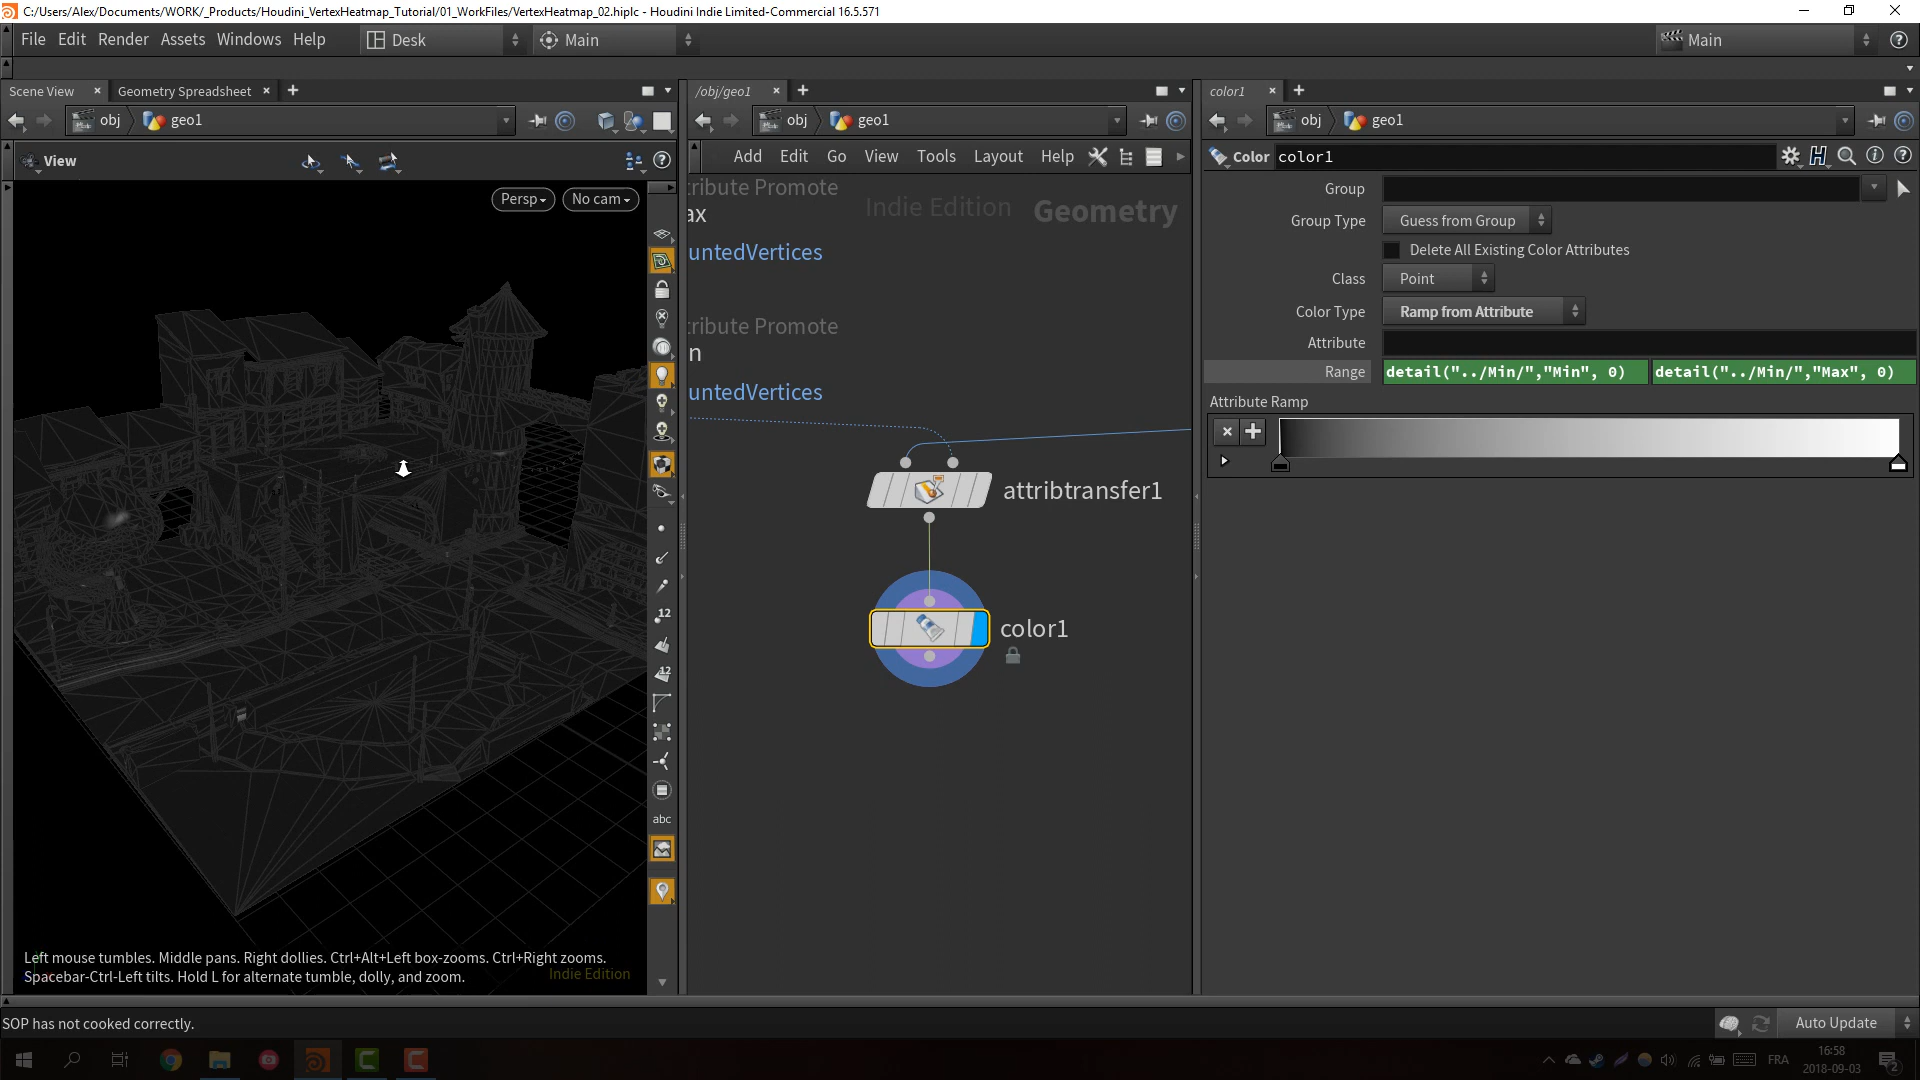 C:/Users/Alex/Documents/WORK/_Products/Houdini_VertexHeatmap_Tutorial/01_WorkFiles/VertexHeatmap_02.hiplc - Houdini Indie Limited-Commercial 16.5.571
File Edit Render Assets Windows Help Desk Main Main
Scene View Geometry Spreadsheet
obj geo1
View
Persp No cam
12
12
abc
Left mouse tumbles. Middle pans. Right dollies. Ctrl+Alt+Left box-zooms. Ctrl+Right zooms.
Spacebar-Ctrl-Left tilts. Hold L for alternate tumble, dolly, and zoom.
Indie Edition
/obj/geo1
obj geo1
Add Edit Go View Tools Layout Help
tribute Promote
ax
untedVertices
Indie Edition Geometry
tribute Promote
n
untedVertices
attribtransfer1
color1
color1
obj geo1
Color color1
Group
Group Type Guess from Group
Delete All Existing Color Attributes
Class Point
Color Type Ramp from Attribute
Attribute
Range detail("../Min/","Min", 0) detail("../Min/","Max", 0)
Attribute Ramp
SOP has not cooked correctly.
Auto Update
FRA
16:58
2018-09-03
2